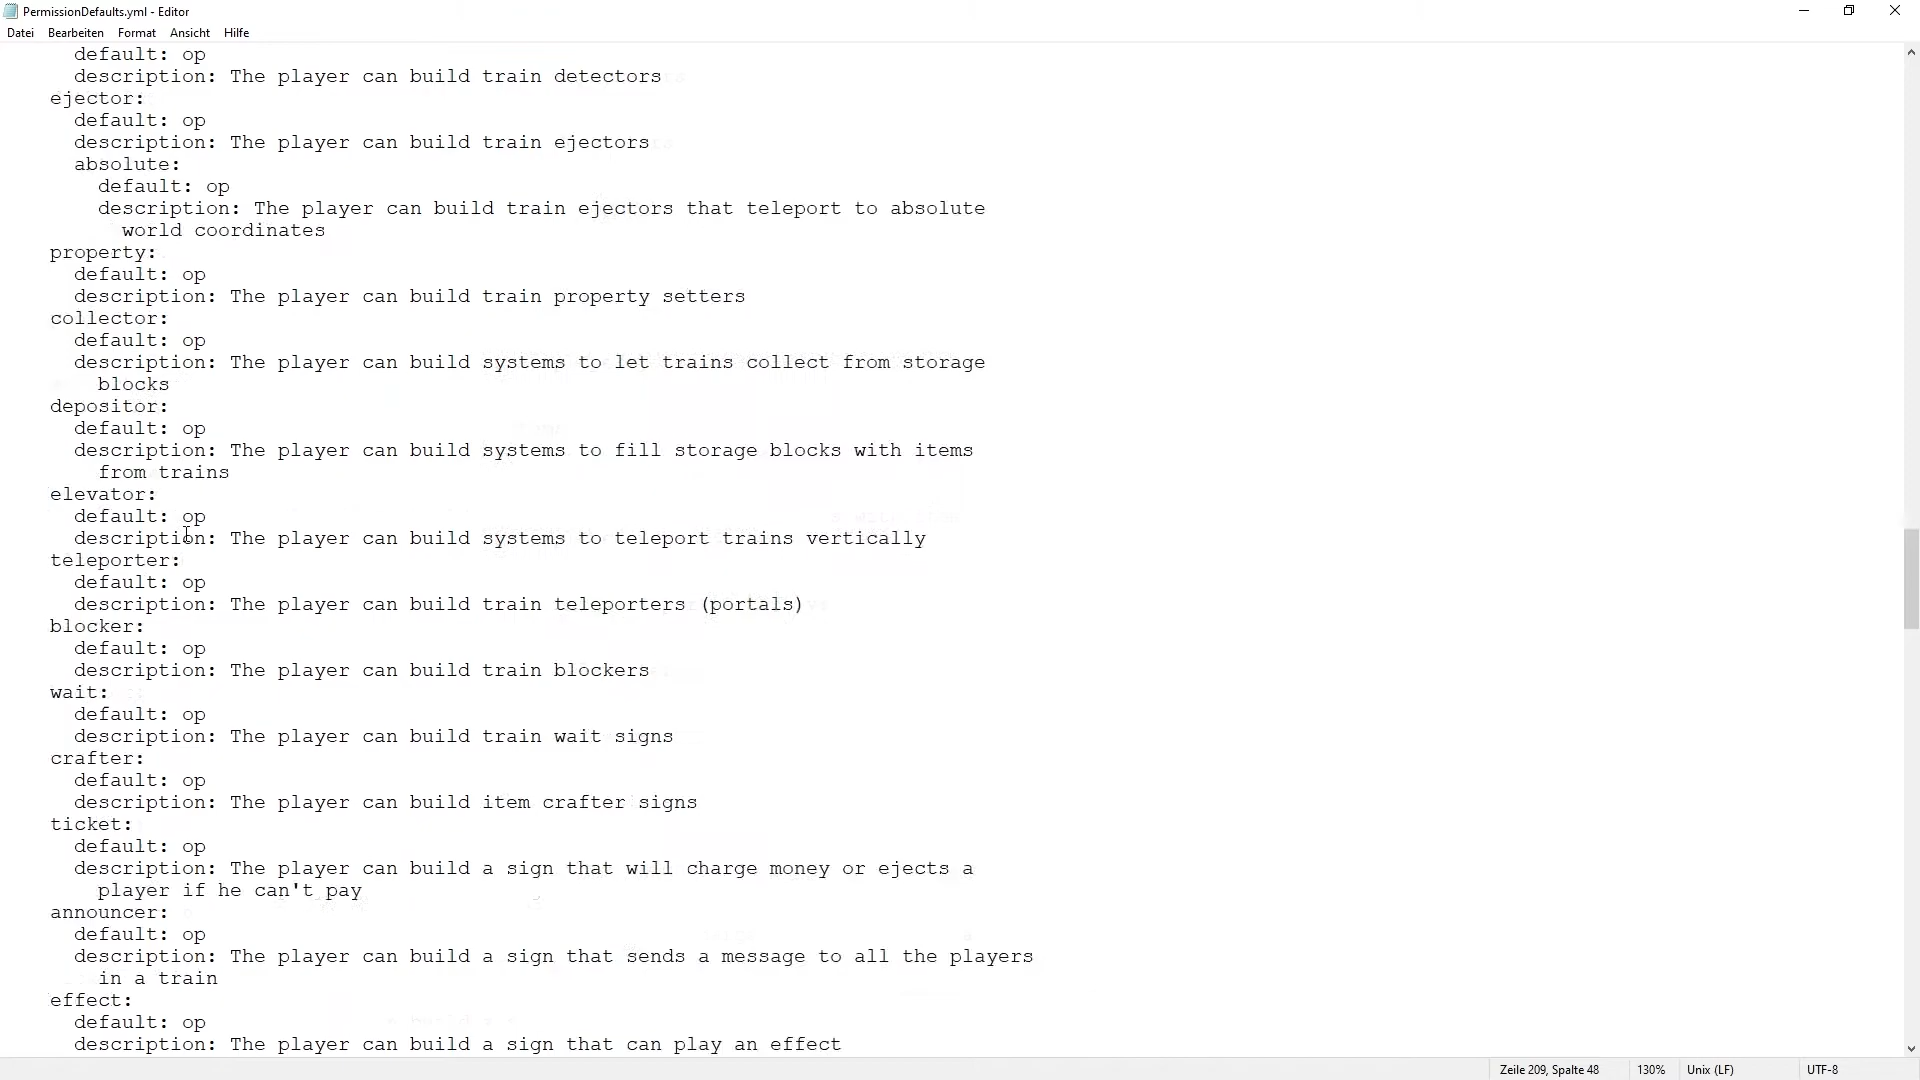 PermissionDefaults.yml - Editor
Datei Bearbeiten Format Ansicht Hilfe
default: op
description: The player can build train detectors
ejector:
default: op
description: The player can build train ejectors
absolute:
default: op
description: The player can build train ejectors that teleport to absolute
world coordinates
property:
default: op
description: The player can build train property setters
collector:
default: op
description: The player can build systems to let trains collect from storage
blocks
depositor:
default: op
description: The player can build systems to fill storage blocks with items
from trains
elevator:
default: op
description: The player can build systems to teleport trains vertically
teleporter:
default: op
description: The player can build train teleporters (portals)
blocker:
default: op
description: The player can build train blockers
wait:
default: op
description: The player can build train wait signs
crafter:
default: op
description: The player can build item crafter signs
ticket:
default: op
description: The player can build a sign that will charge money or ejects a
player if he can't pay
announcer:
default: op
description: The player can build a sign that sends a message to all the players
in a train
effect:
default: op
description: The player can build a sign that can play an effect
Zeile 209, Spalte 48 130% Unix (LF) UTF-8